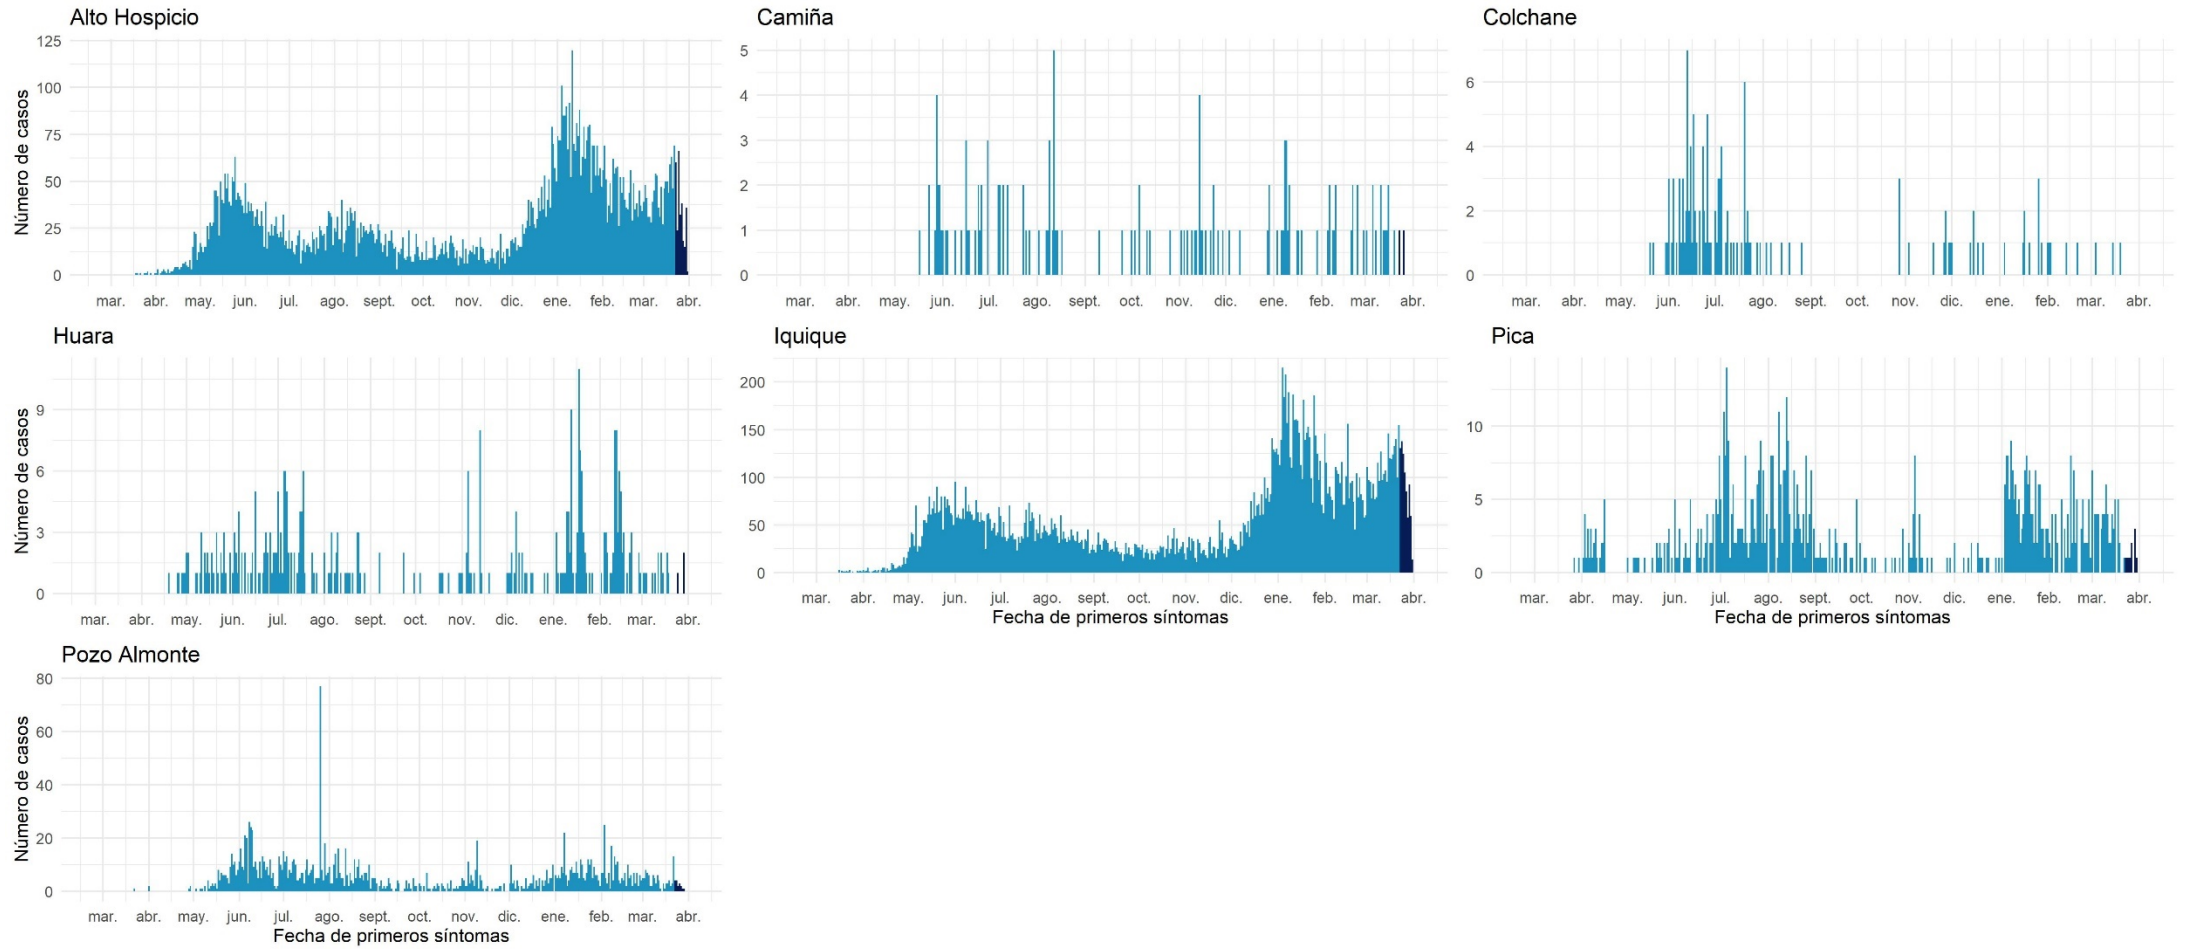 Alto Hospicio
Número de casos
125
100
75
50
25
0
mar. abr. may. jun. jul. ago. sept. oct. nov. dic. ene. feb. mar. abr.
Camiña
5
4
3
2
1
0
mar. abr. may. jun. jul. ago. sept. oct. nov. dic. ene. feb. mar. abr.
Colchane
6
4
2
0
mar. abr. may. jun. jul. ago. sept. oct. nov. dic. ene. feb. mar. abr.
Huara
Número de casos
9
6
3
0
mar. abr. may. jun. jul. ago. sept. oct. nov. dic. ene. feb. mar. abr.
Iquique
200
150
100
50
0
mar. abr. may. jun. jul. ago. sept. oct. nov. dic. ene. feb. mar. abr.
Fecha de primeros síntomas
Pica
10
5
0
mar. abr. may. jun. jul. ago. sept. oct. nov. dic. ene. feb. mar. abr.
Fecha de primeros síntomas
Pozo Almonte
Número de casos
80
60
40
20
0
mar. abr. may. jun. jul. ago. sept. oct. nov. dic. ene. feb. mar. abr.
Fecha de primeros síntomas